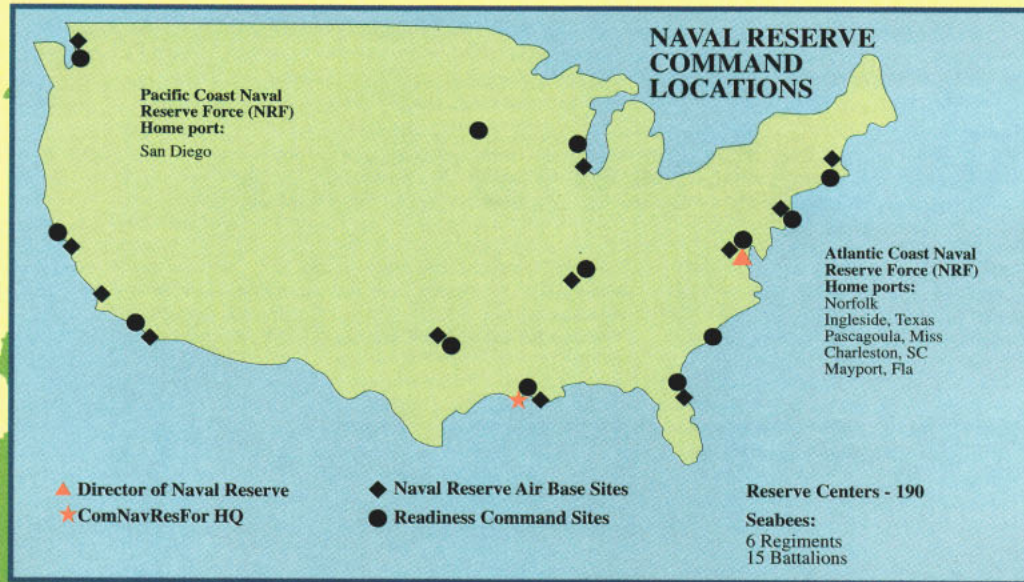 NAVAL RESERVE
COMMAND
LOCATIONS
Pacific Coast Naval
Reserve Force (NRF)
Home port:
San Diego
Atlantic Coast Naval
Reserve Force (NRF)
Home ports:
Norfolk
Ingleside, Texas
Pascagoula, Miss
Charleston, SC
Mayport, Fla
Director of Naval Reserve
ComNavResFor HQ
Naval Reserve Air Base Sites
Readiness Command Sites
Reserve Centers - 190
Seabees:
6 Regiments
15 Battalions